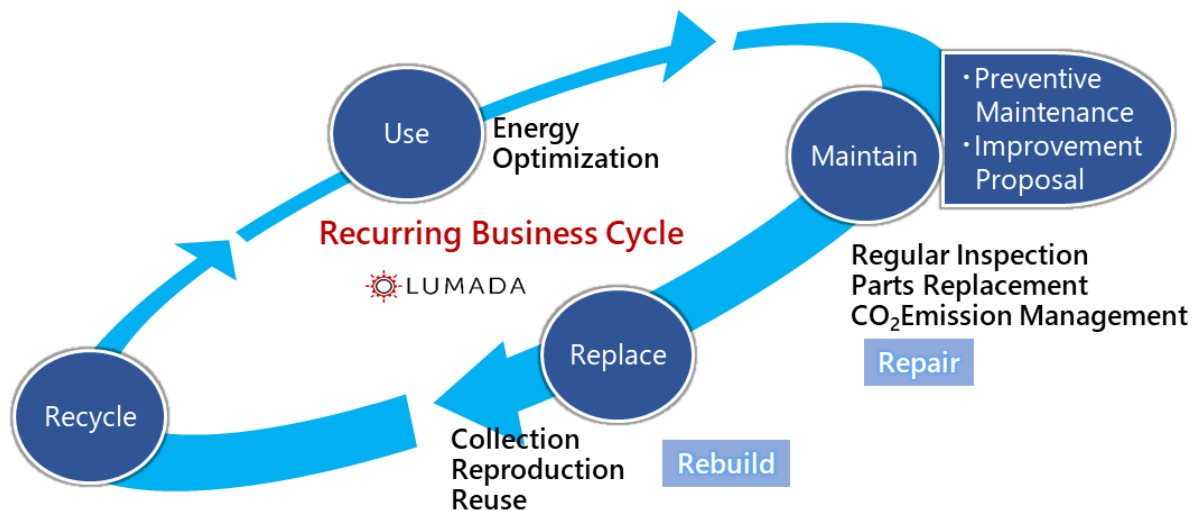 Use
Energy
Optimization
Maintain
・Preventive
Maintenance
・Improvement
Proposal
Recurring Business Cycle
LUMADA
Regular Inspection
Parts Replacement
CO₂Emission Management
Repair
Replace
Recycle
Collection
Reproduction
Reuse
Rebuild